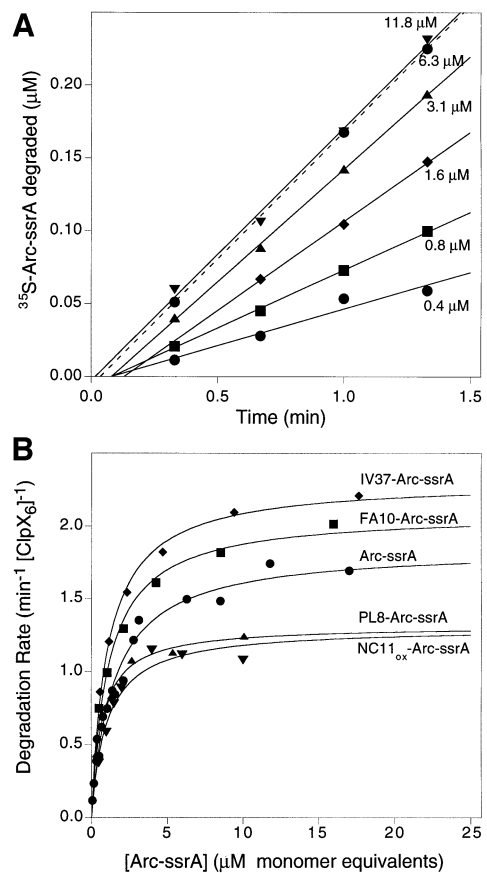 A
³⁵S-Arc-ssrA degraded (μM)
0.20
0.15
0.10
0.05
0.00
11.8 μM
6.3 μM
3.1 μM
1.6 μM
0.8 μM
0.4 μM
0.0 0.5 1.0 1.5
Time (min)
B
Degradation Rate (min⁻¹ [ClpX₆]⁻¹)
2.0
1.5
1.0
0.5
0.0
IV37-Arc-ssrA
FA10-Arc-ssrA
Arc-ssrA
PL8-Arc-ssrA
NC11ₒₓ-Arc-ssrA
0 5 10 15 20 25
[Arc-ssrA] (μM monomer equivalents)